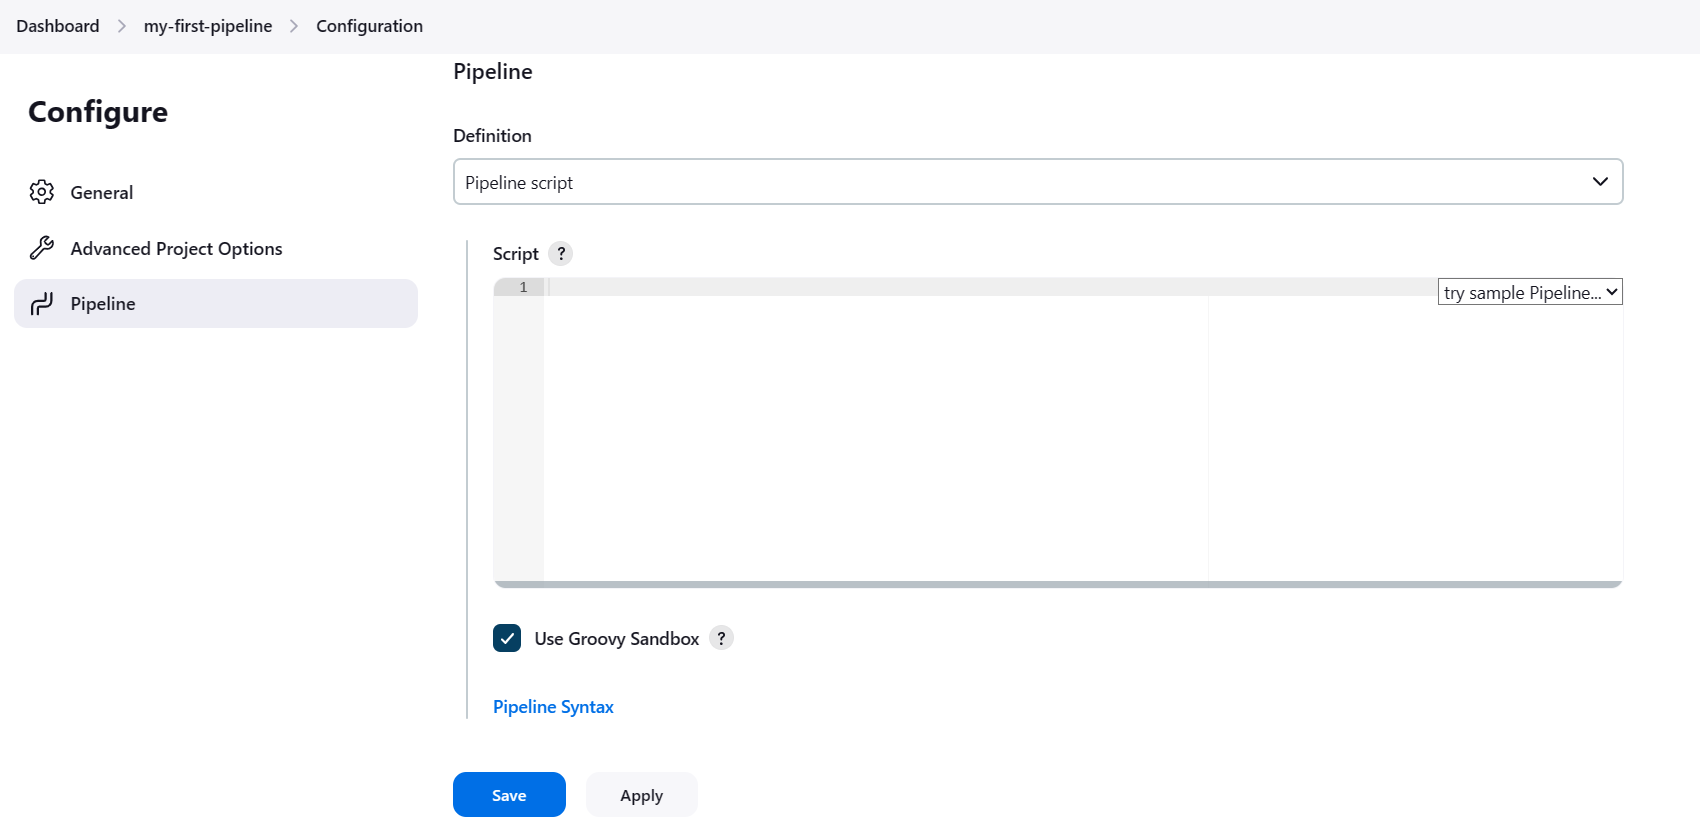 Dashboard > my-first-pipeline > Configuration
Configure
General
Advanced Project Options
Pipeline
Pipeline
Definition
Pipeline script
Script ?
1
try sample Pipeline...
Use Groovy Sandbox ?
Pipeline Syntax
Save Apply